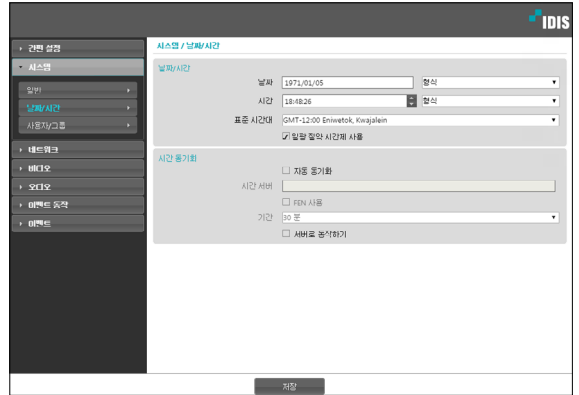 IDIS
간편 설정
시스템
일반
날짜/시간
사용자/그룹
네트워크
비디오
오디오
이벤트 동작
이벤트
시스템 / 날짜/시간
날짜/시간
날짜 1971/01/05 형식
시간 18:48:26 형식
표준 시간대 GMT-12:00 Eniwetok, Kwajalein
일광 절약 시간제 사용
시간 동기화
자동 동기화
시간 서버
FEN 사용
기간 30 분
서버로 동작하기
저장